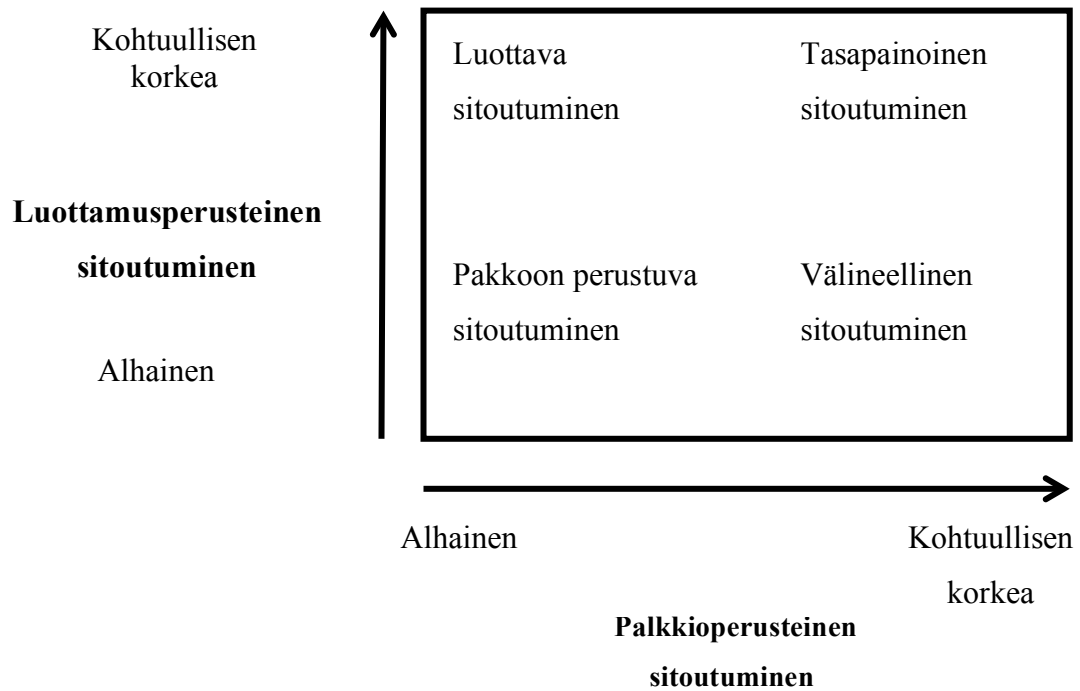 Kohtuullisen
korkea
Luottava
sitoutuminen
Tasapainoinen
sitoutuminen
Luottamusperusteinen
sitoutuminen
Pakkoon perustuva
sitoutuminen
Välineellinen
sitoutuminen
Alhainen
Alhainen
Kohtuullisen
korkea
Palkkioperusteinen
sitoutuminen